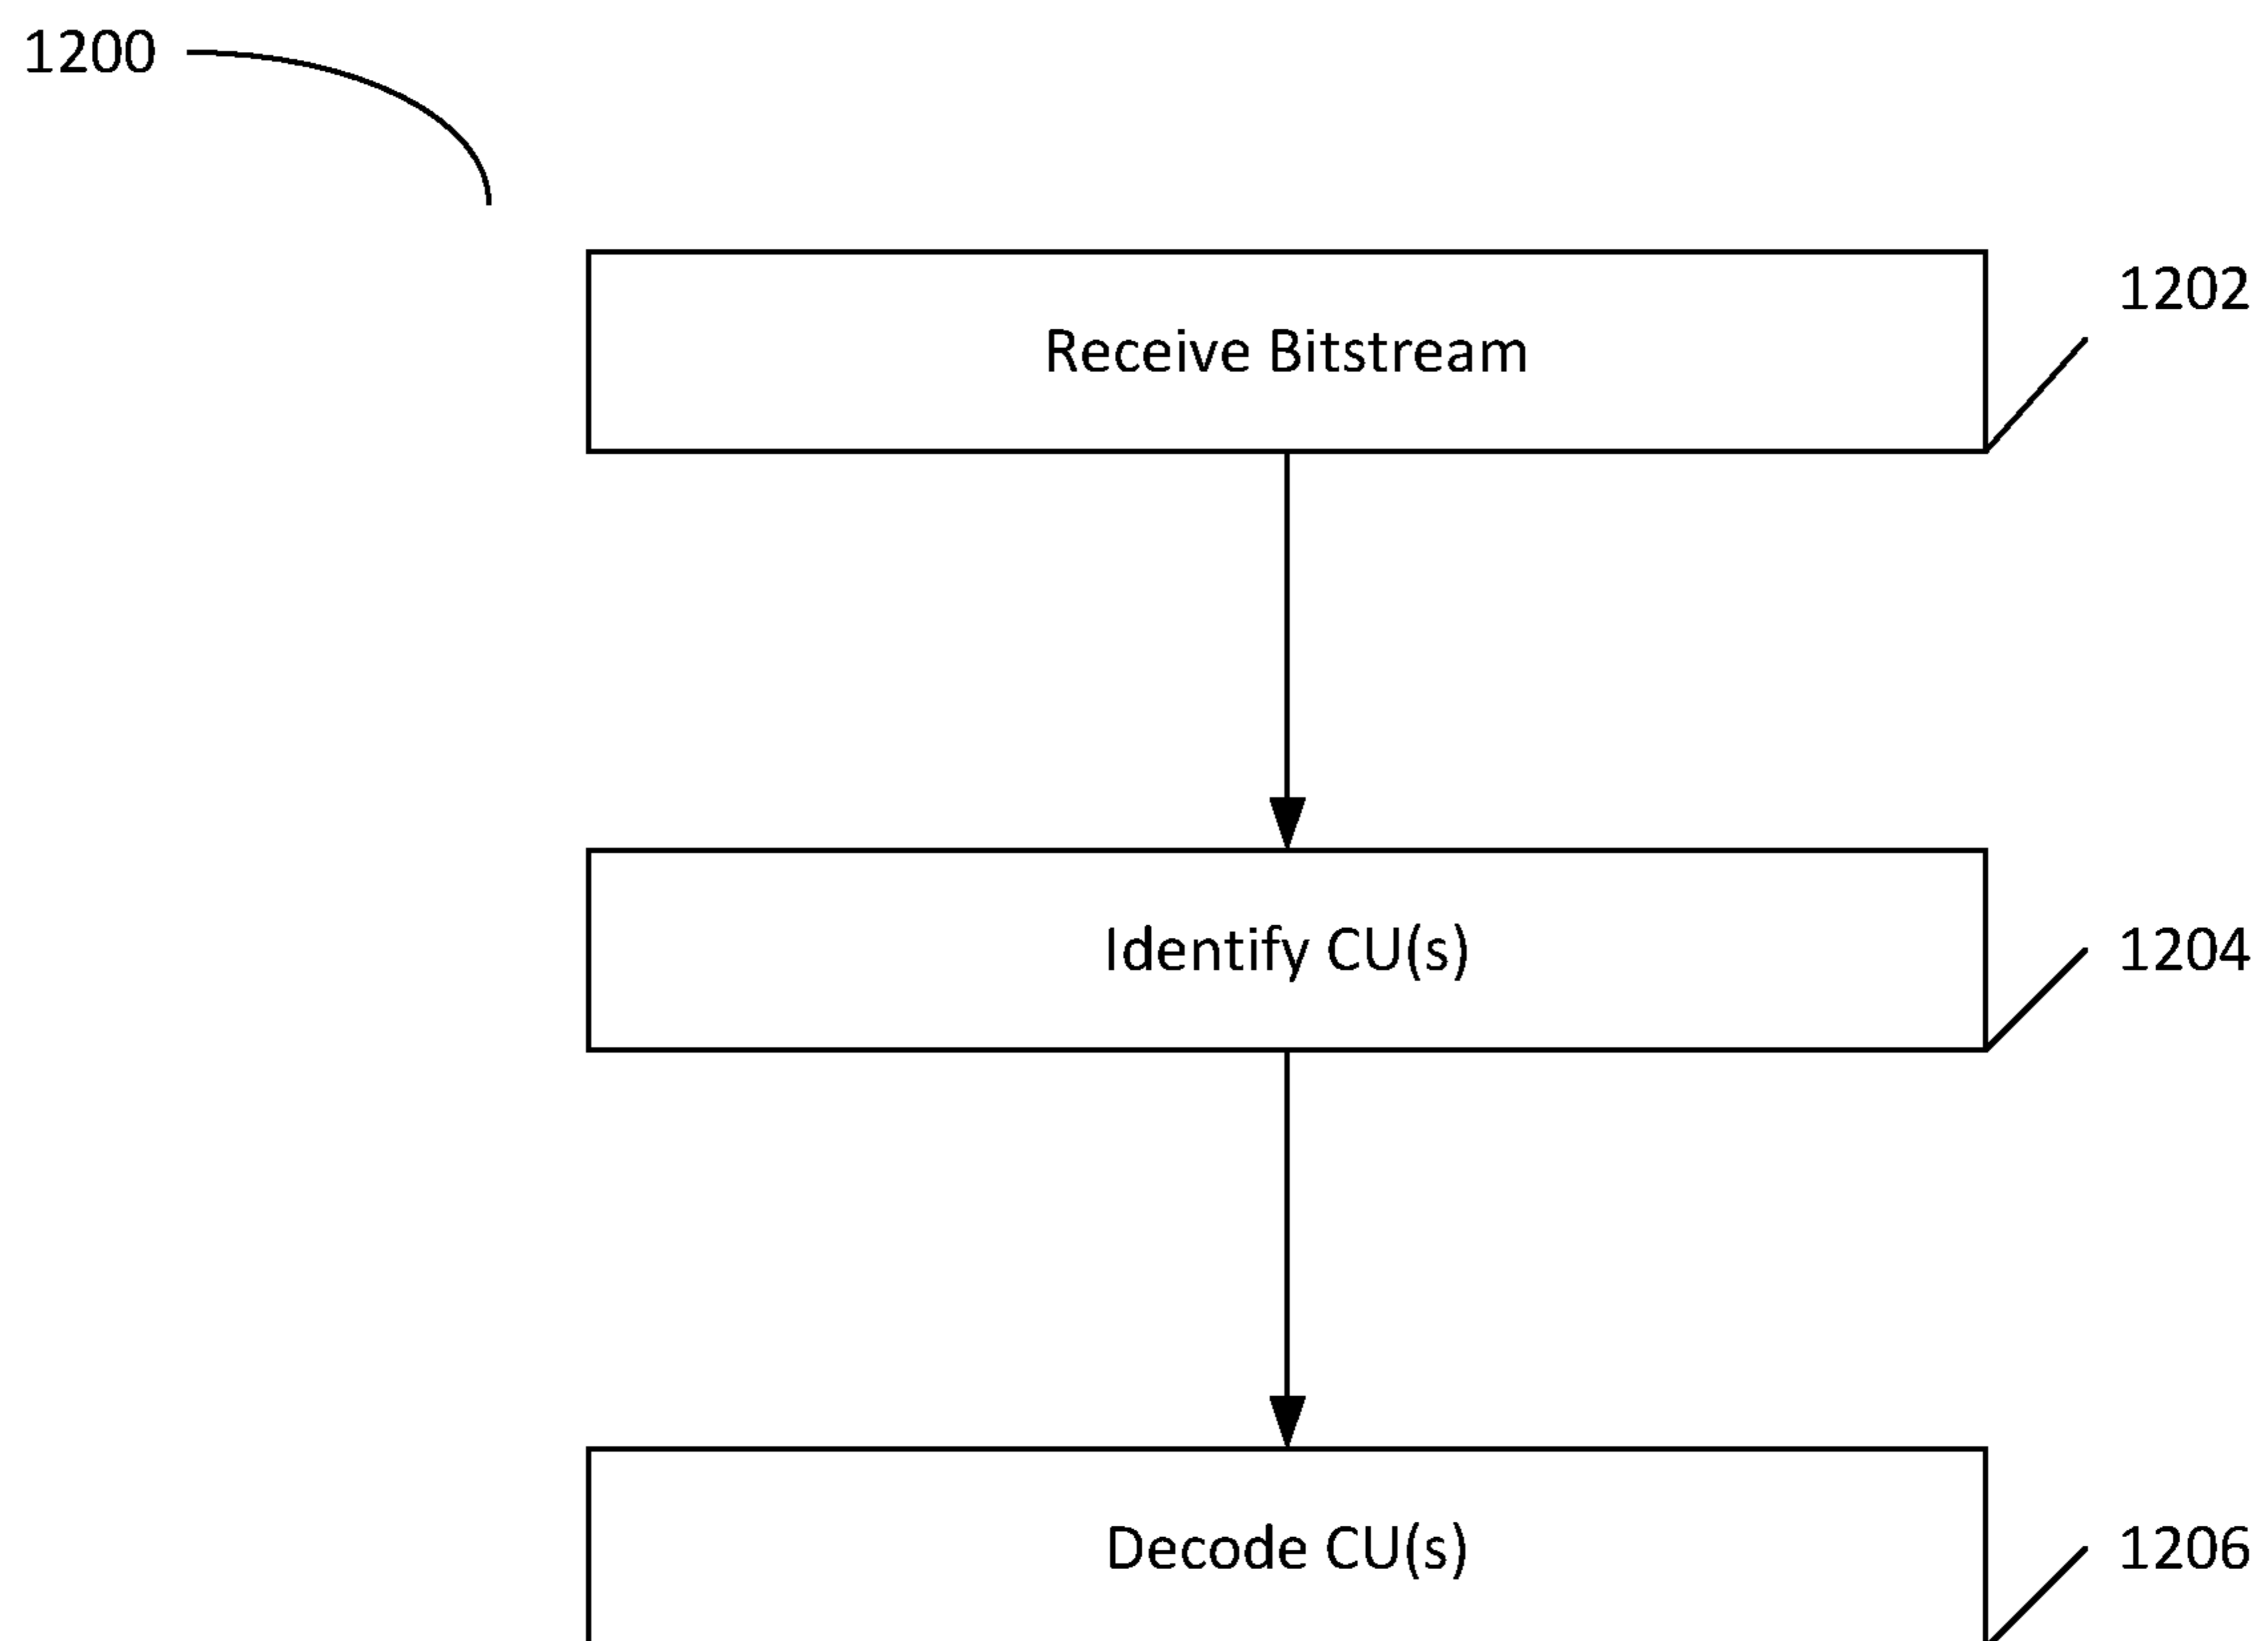 1200
1202
Receive Bitstream
Identify CU(s)
1204
Decode CU(s)
1206